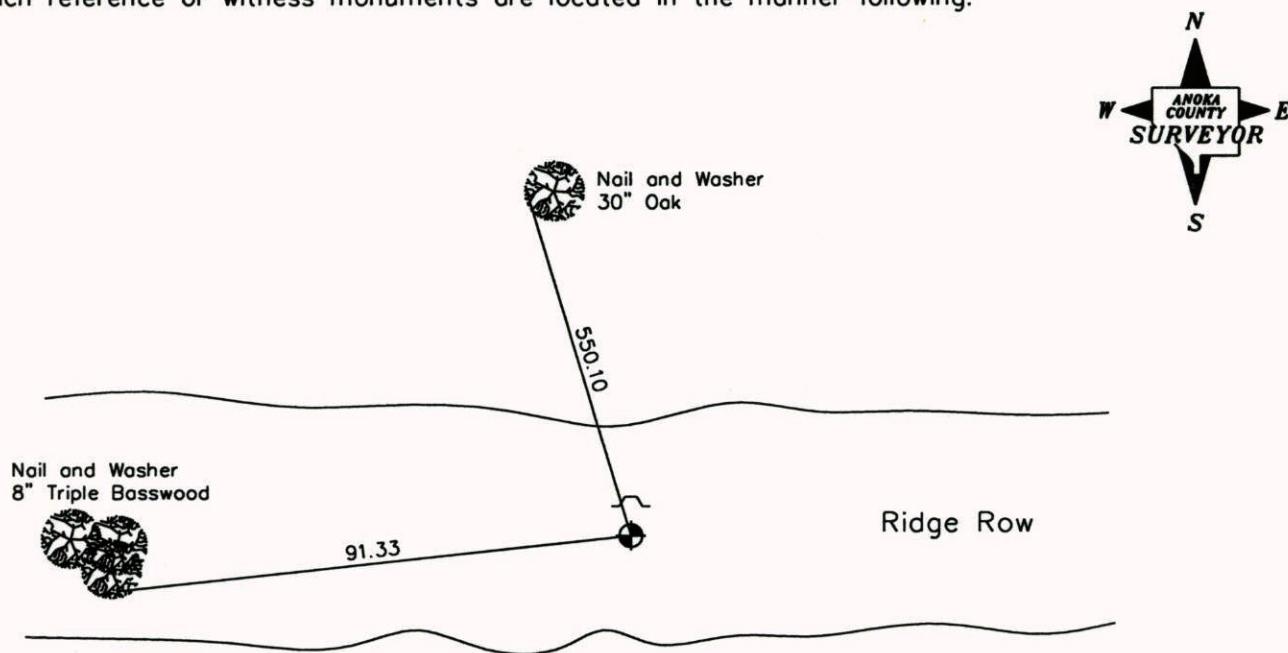 reference or witness monuments are located in the manner following:
N
W
ANOKA
COUNTY
E
SURVEYOR
S
Nail and Washer
30" Oak
550.10
Nail and Washer
8" Triple Basswood
91.33
Ridge Row